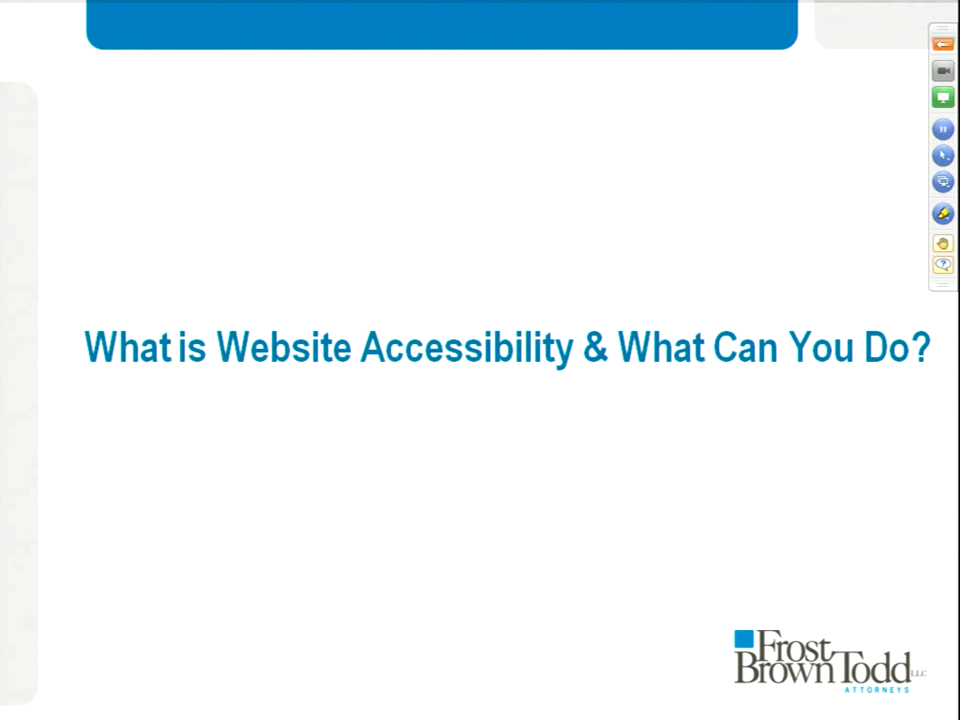 What is Website Accessibility & What Can You Do?
Frost
Brown Todd LLC
ATTORNEYS